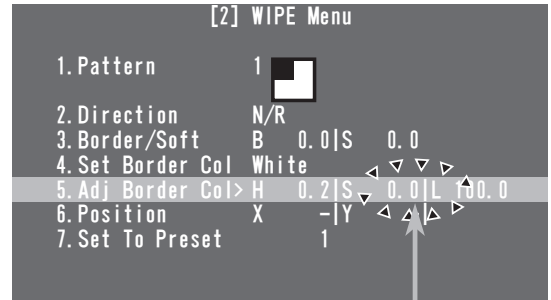 [2] WIPE Menu
1.Pattern 1
2.Direction N/R
3.Border/Soft B 0.0|S 0.0
4.Set Border Col White
5.Adj Border Col> H 0.2|S 0.0|L 100.0
6.Position X -|Y -|
7.Set To Preset 1